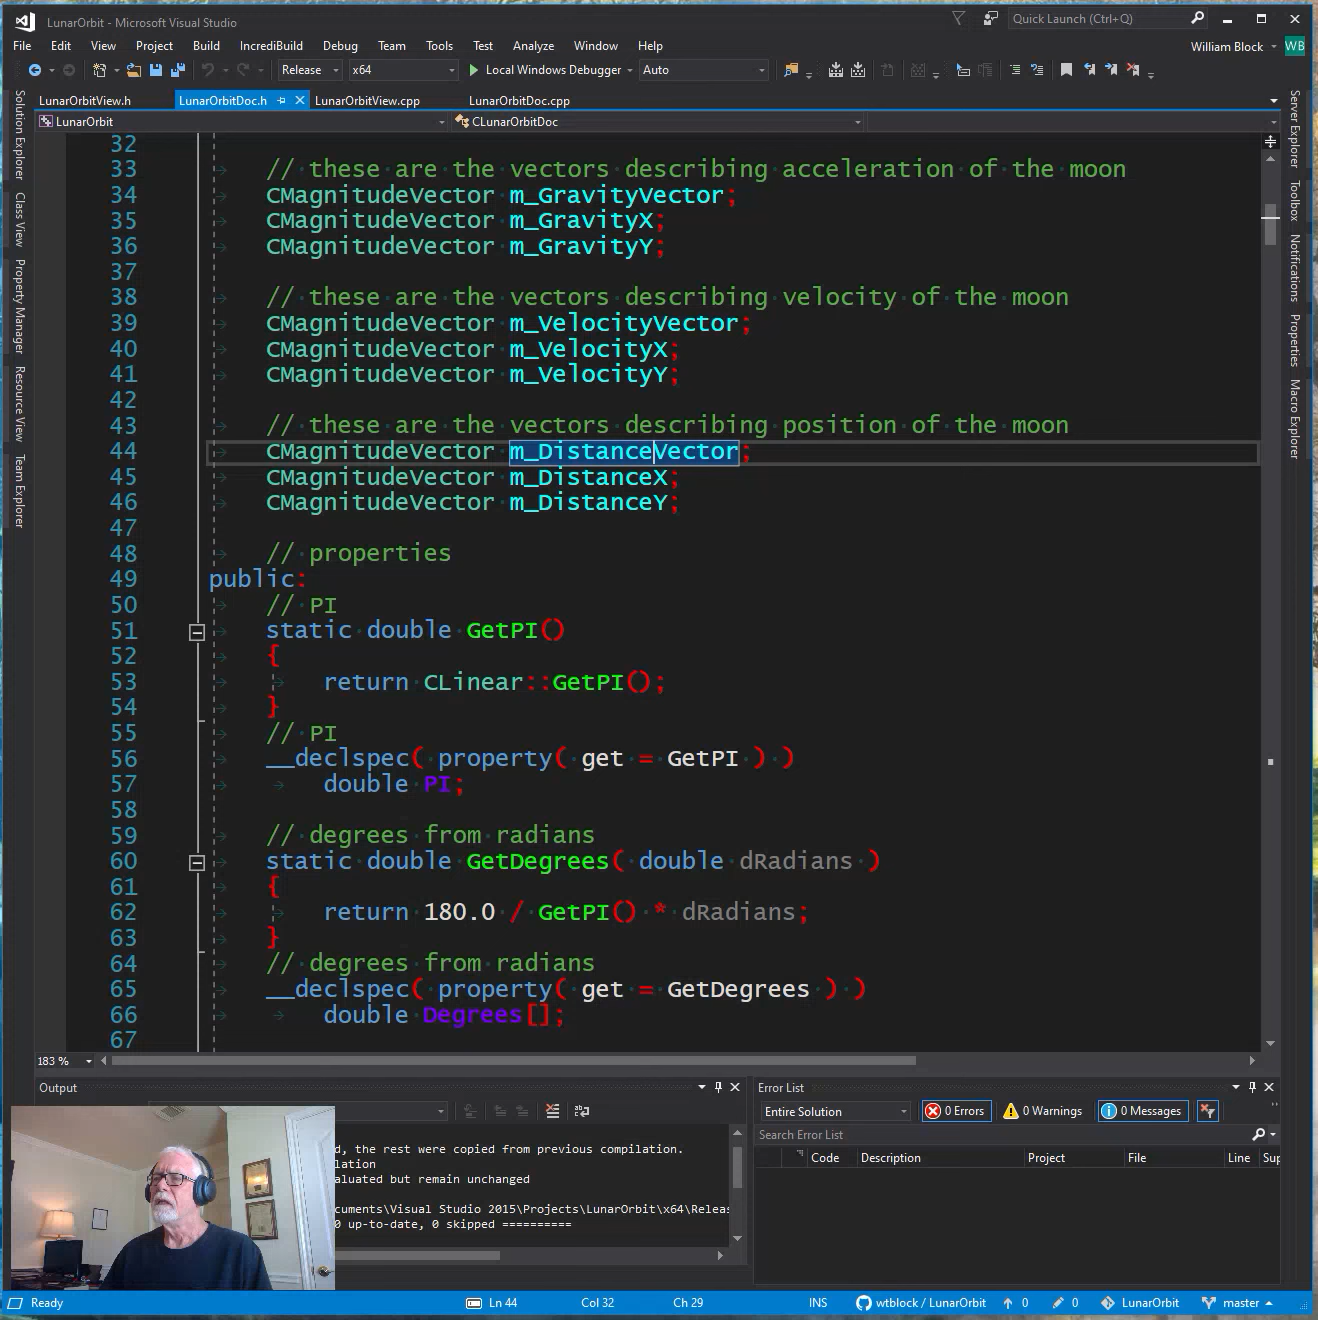 LunarOrbit - Microsoft Visual Studio
Quick Launch (Ctrl+Q)
File Edit View Project Build IncrediBuild Debug Team Tools Test Analyze Window Help
William Block WB
Release x64 Local Windows Debugger Auto
LunarOrbitView.h LunarOrbitDoc.h LunarOrbitView.cpp LunarOrbitDoc.cpp
LunarOrbit CLunarOrbitDoc
Solution Explorer
Class View
Property Manager
Resource View
Team Explorer
Server Explorer
Toolbox
Notifications
Properties
Macro Explorer
32
33 // these are the vectors describing acceleration of the moon
34 CMagnitudeVector m_GravityVector;
35 CMagnitudeVector m_GravityX;
36 CMagnitudeVector m_GravityY;
37
38 // these are the vectors describing velocity of the moon
39 CMagnitudeVector m_VelocityVector;
40 CMagnitudeVector m_VelocityX;
41 CMagnitudeVector m_VelocityY;
42
43 // these are the vectors describing position of the moon
44 CMagnitudeVector m_DistanceVector;
45 CMagnitudeVector m_DistanceX;
46 CMagnitudeVector m_DistanceY;
47
48 // properties
49 public:
50 // PI
51 static double GetPI()
52 {
53 return CLinear::GetPI();
54 }
55 // PI
56 __declspec( property( get = GetPI ) )
57 double PI;
58
59 // degrees from radians
60 static double GetDegrees( double dRadians )
61 {
62 return 180.0 / GetPI() * dRadians;
63 }
64 // degrees from radians
65 __declspec( property( get = GetDegrees ) )
66 double Degrees[];
67
183 %
Output
d, the rest were copied from previous compilation.
lation
aluated but remain unchanged
cuments\Visual Studio 2015\Projects\LunarOrbit\x64\Releas
0 up-to-date, 0 skipped ==========
Error List
Entire Solution 0 Errors 0 Warnings 0 Messages
Search Error List
Code Description Project File Line Sup
Ready Ln 44 Col 32 Ch 29 INS wtblock / LunarOrbit 0 0 LunarOrbit master